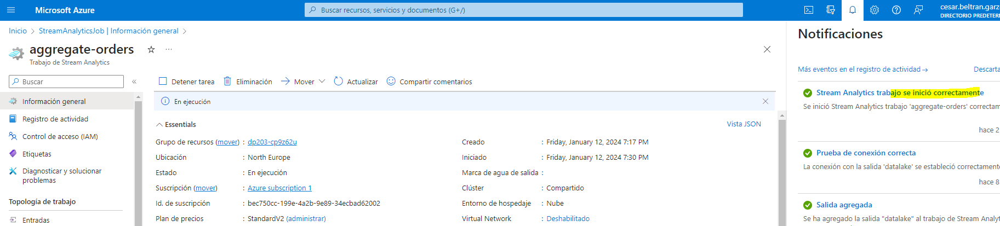 Microsoft Azure
Buscar recursos, servicios y documentos (G+/)
cesar.beltran.garz
DIRECTORIO PREDETERM
Inicio > StreamAnalyticsJob | Información general >
aggregate-orders
Trabajo de Stream Analytics
Buscar
Información general
Registro de actividad
Control de acceso (IAM)
Etiquetas
Diagnosticar y solucionar
problemas
Topología de trabajo
Entradas
Detener tarea Eliminación Mover Actualizar Compartir comentarios
En ejecución
Essentials
Vista JSON
Grupo de recursos (mover) : dp203-cp9z62u
Ubicación : North Europe
Estado : En ejecución
Suscripción (mover) : Azure subscription 1
Id. de suscripción : bec750cc-199e-4a2b-9e89-34ecbad62002
Plan de precios : StandardV2 (administrar)
Creado : Friday, January 12, 2024 7:17 PM
Iniciado : Friday, January 12, 2024 7:30 PM
Marca de agua de salida :
Clúster : Compartido
Entorno de hospedaje : Nube
Virtual Network : Deshabilitado
Notificaciones
Más eventos en el registro de actividad→ Descarta
Stream Analytics trabajo se inició correctamente
Se inició Stream Analytics trabajo 'aggregate-orders' correctam
hace 2
Prueba de conexión correcta
La conexión con la salida 'datalake' se estableció correctamente
hace 8
Salida agregada
Se ha agregado la salida "datalake" al trabajo de Stream Analyt